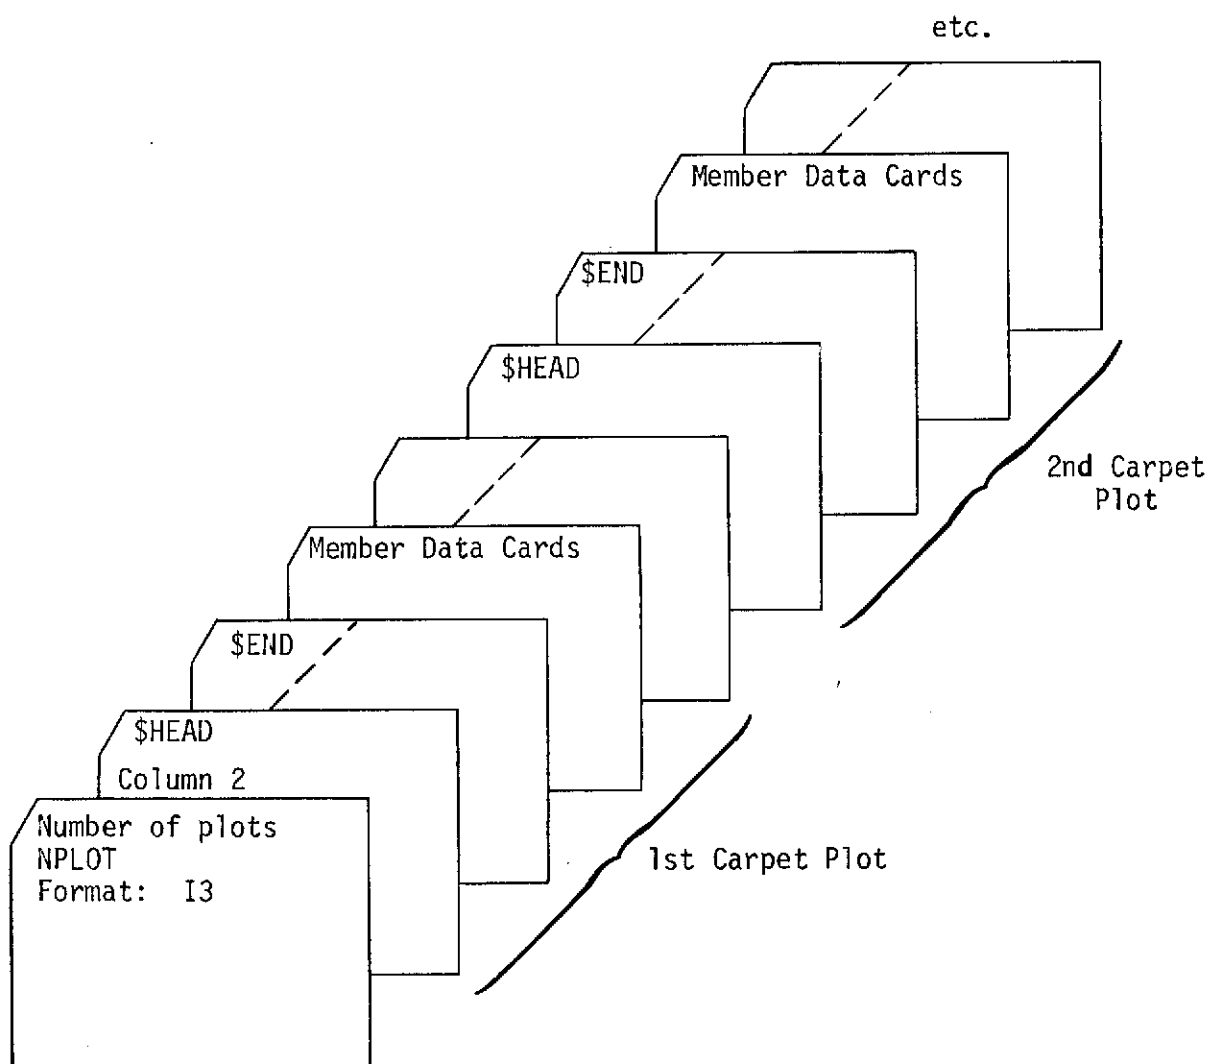 etc.
Member Data Cards
$END
$HEAD
2nd Carpet
Plot
Member Data Cards
$END
$HEAD
Column 2
Number of plots
NPLOT
Format: I3
1st Carpet Plot